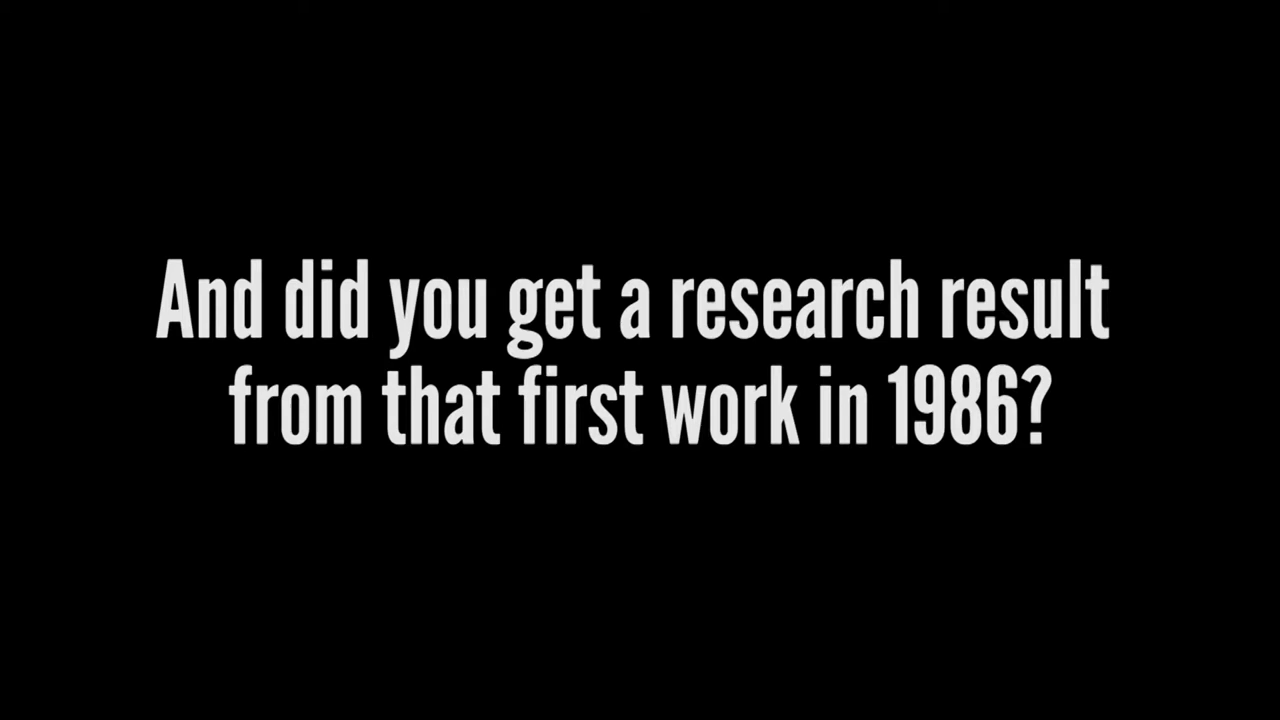 And did you get a research result
from that first work in 1986?